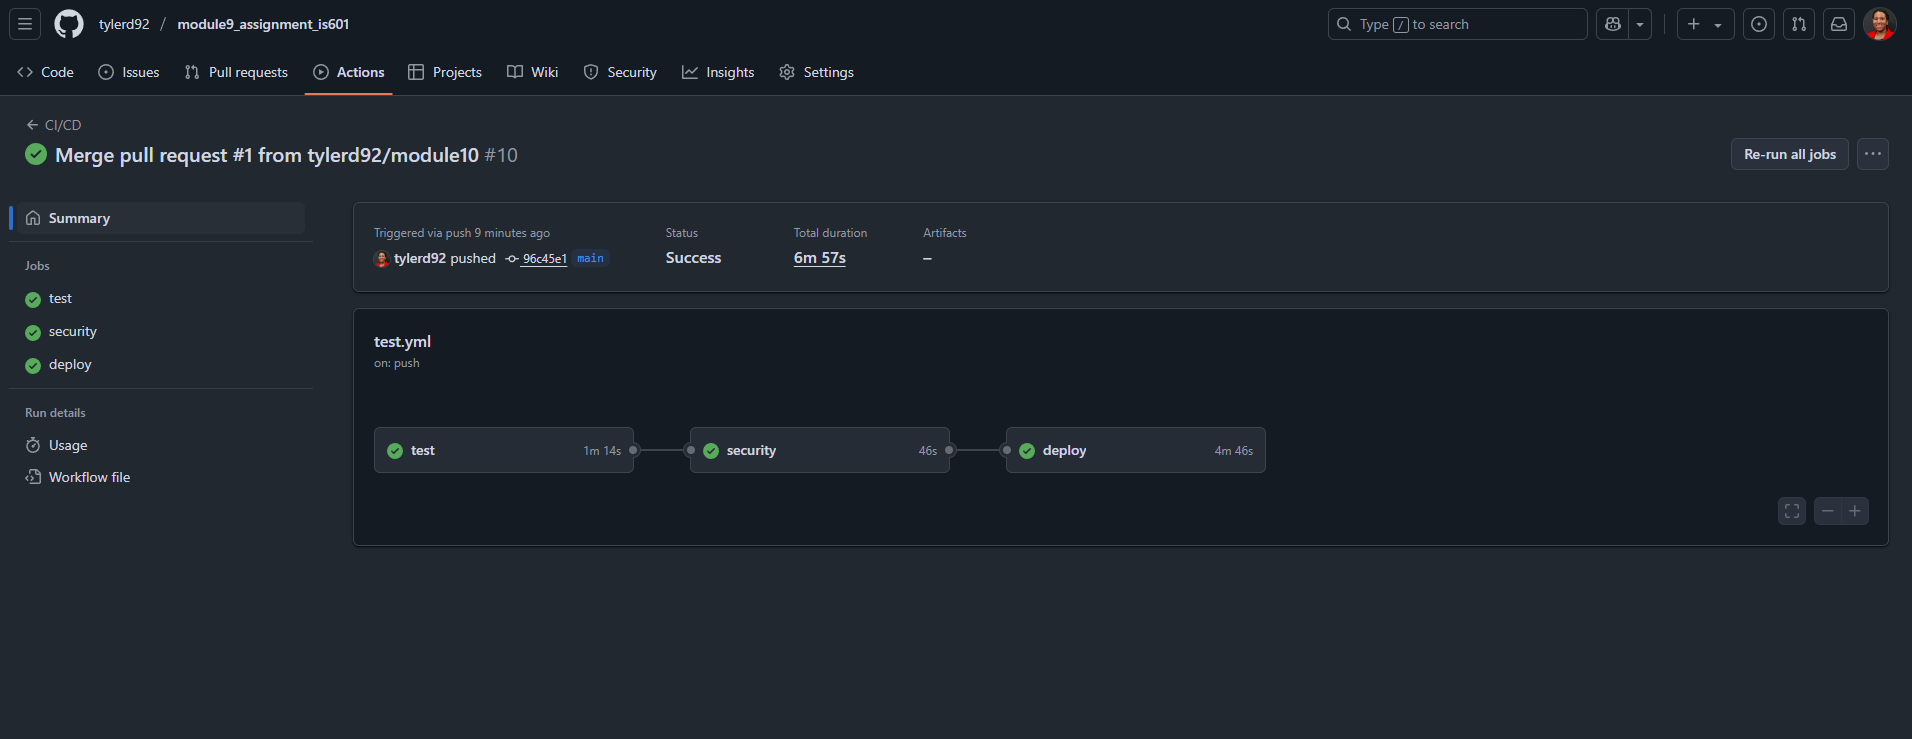 tylerd92 / module9_assignment_is601
Type / to search
Code Issues Pull requests Actions Projects Wiki Security Insights Settings
CI/CD
Merge pull request #1 from tylerd92/module10 #10
Re-run all jobs
Summary
Jobs
test
security
deploy
Run details
Usage
Workflow file
Triggered via push 9 minutes ago
tylerd92 pushed 96c45e1 main
Status
Success
Total duration
6m 57s
Artifacts
–
test.yml
on: push
test 1m 14s
security 46s
deploy 4m 46s